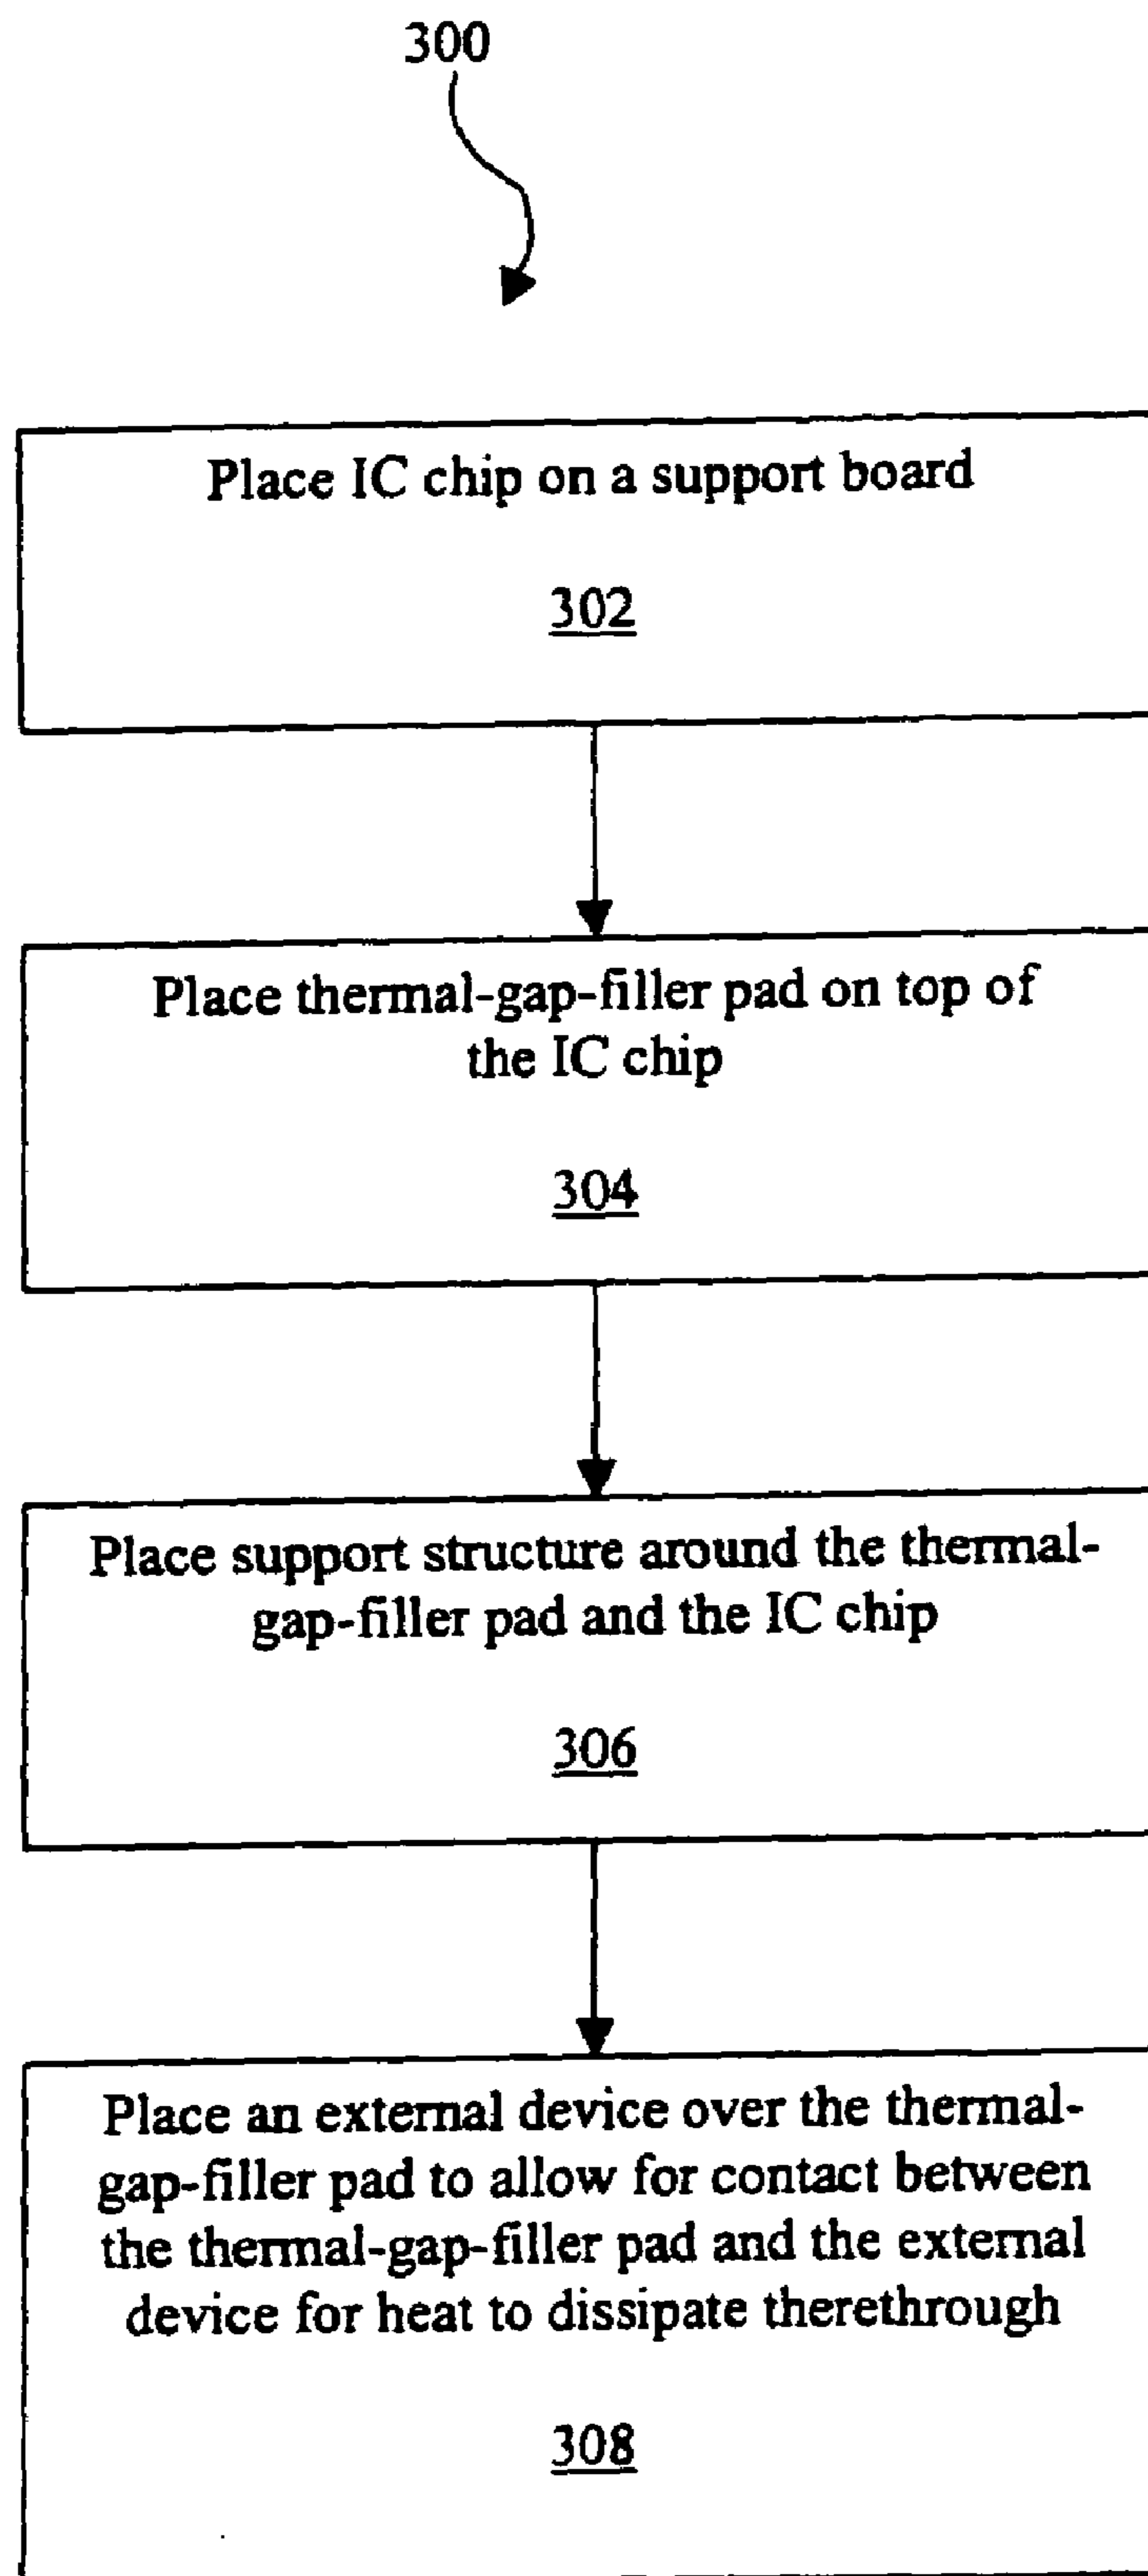 300
Place IC chip on a support board
302
Place thermal-gap-filler pad on top of
the IC chip
304
Place support structure around the thermal-
gap-filler pad and the IC chip
306
Place an external device over the thermal-
gap-filler pad to allow for contact between
the thermal-gap-filler pad and the external
device for heat to dissipate therethrough
308